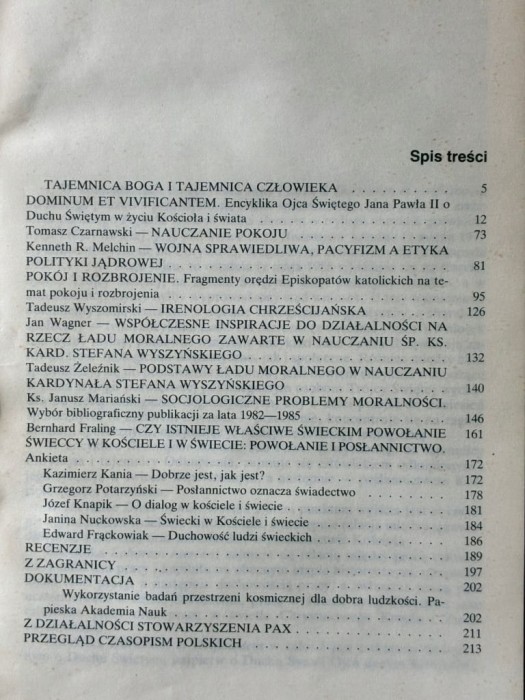 Spis treści
TAJEMNICA BOGA I TAJEMNICA CZŁOWIEKA . . . . . . . . . . 5
DOMINUM ET VIVIFICANTEM. Encyklika Ojca Świętego Jana Pawła II o
Duchu Świętym w życiu Kościoła i świata . . . . . . . . . . 12
Tomasz Czarnawski — NAUCZANIE POKOJU . . . . . . . . . . 73
Kenneth R. Melchin — WOJNA SPRAWIEDLIWA, PACYFIZM A ETYKA
POLITYKI JĄDROWEJ . . . . . . . . . . 81
POKÓJ I ROZBROJENIE. Fragmenty orędzi Episkopatów katolickich na te-
mat pokoju i rozbrojenia . . . . . . . . . . 95
Tadeusz Wyszomirski — IRENOLOGIA CHRZEŚCIJAŃSKA . . . . . . . . . . 126
Jan Wagner — WSPÓŁCZESNE INSPIRACJE DO DZIAŁALNOŚCI NA
RZECZ ŁADU MORALNEGO ZAWARTE W NAUCZANIU ŚP. KS.
KARD. STEFANA WYSZYŃSKIEGO . . . . . . . . . . 132
Tadeusz Żeleźnik — PODSTAWY ŁADU MORALNEGO W NAUCZANIU
KARDYNAŁA STEFANA WYSZYŃSKIEGO . . . . . . . . . . 140
Ks. Janusz Mariański — SOCJOLOGICZNE PROBLEMY MORALNOŚCI.
Wybór bibliograficzny publikacji za lata 1982—1985 . . . . . . . . . . 146
Bernhard Fraling — CZY ISTNIEJE WŁAŚCIWE ŚWIECKIM POWOŁANIE 161
ŚWIECCY W KOŚCIELE I W ŚWIECIE: POWOŁANIE I POSŁANNICTWO.
Ankieta . . . . . . . . . . 172
Kazimierz Kania — Dobrze jest, jak jest? . . . . . . . . . . 172
Grzegorz Potarzyński — Posłannictwo oznacza świadectwo . . . . . . . . . . 178
Józef Knapik — O dialog w kościele i świecie . . . . . . . . . . 181
Janina Nuckowska — Świecki w Kościele i świecie . . . . . . . . . . 184
Edward Frąckowiak — Duchowość ludzi świeckich . . . . . . . . . . 186
RECENZJE . . . . . . . . . . 189
Z ZAGRANICY . . . . . . . . . . 197
DOKUMENTACJA . . . . . . . . . . 202
Wykorzystanie badań przestrzeni kosmicznej dla dobra ludzkości. Pa-
pieska Akademia Nauk . . . . . . . . . . 202
Z DZIAŁALNOŚCI STOWARZYSZENIA PAX . . . . . . . . . . 211
PRZEGLĄD CZASOPISM POLSKICH . . . . . . . . . . 213